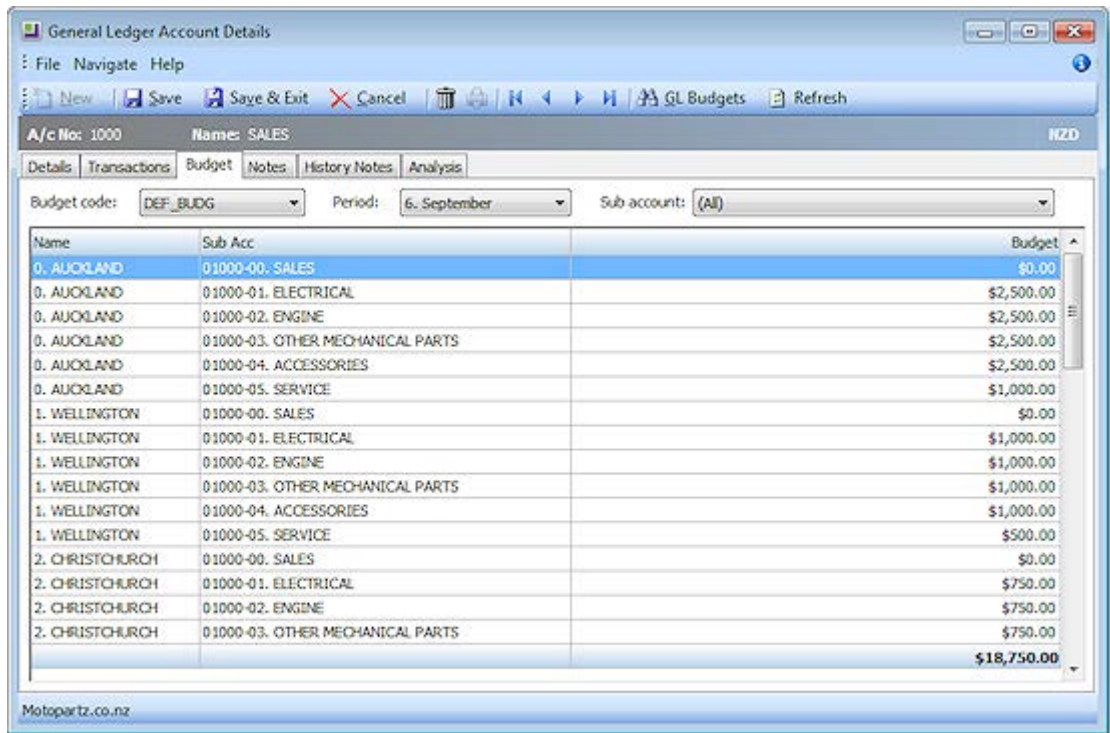 General Ledger Account Details
File Navigate Help
New Save Save & Exit Cancel GL Budgets Refresh
A/c No: 1000 Name: SALES NZD
Details Transactions Budget Notes History Notes Analysis
Budget code: DEF_BUDG Period: 6. September Sub account: (All)
Name Sub Acc Budget
0. AUCKLAND 01000-00. SALES $0.00
0. AUCKLAND 01000-01. ELECTRICAL $2,500.00
0. AUCKLAND 01000-02. ENGINE $2,500.00
0. AUCKLAND 01000-03. OTHER MECHANICAL PARTS $2,500.00
0. AUCKLAND 01000-04. ACCESSORIES $2,500.00
0. AUCKLAND 01000-05. SERVICE $1,000.00
1. WELLINGTON 01000-00. SALES $0.00
1. WELLINGTON 01000-01. ELECTRICAL $1,000.00
1. WELLINGTON 01000-02. ENGINE $1,000.00
1. WELLINGTON 01000-03. OTHER MECHANICAL PARTS $1,000.00
1. WELLINGTON 01000-04. ACCESSORIES $1,000.00
1. WELLINGTON 01000-05. SERVICE $500.00
2. CHRISTCHURCH 01000-00. SALES $0.00
2. CHRISTCHURCH 01000-01. ELECTRICAL $750.00
2. CHRISTCHURCH 01000-02. ENGINE $750.00
2. CHRISTCHURCH 01000-03. OTHER MECHANICAL PARTS $750.00
$18,750.00
Motopartz.co.nz